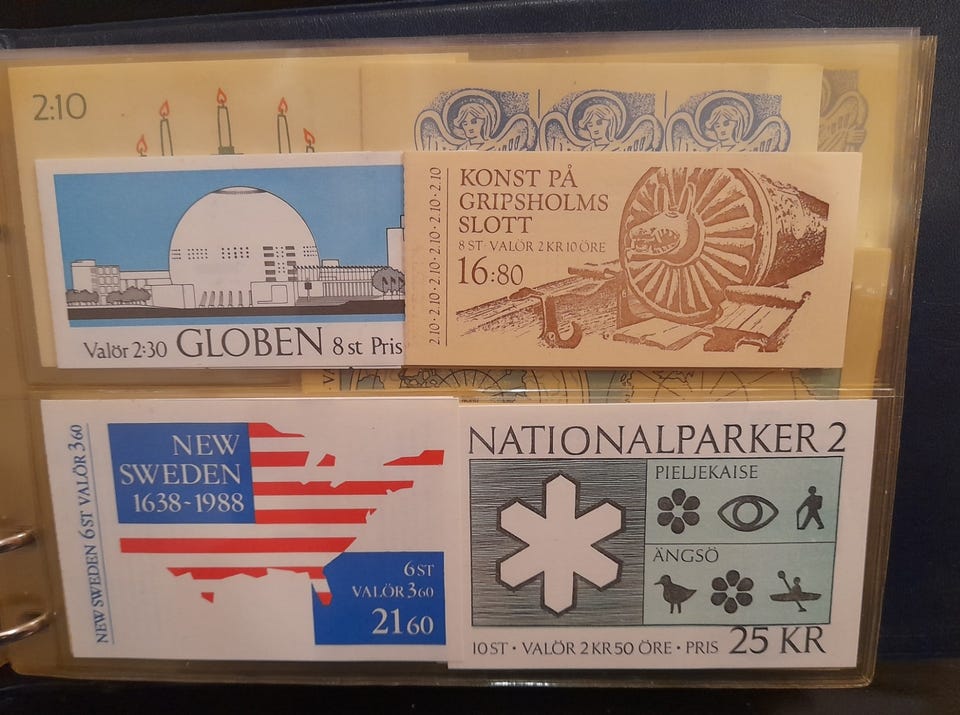 2:10
Valör 2:30 GLOBEN 8 st Pris
2.10 · 2.10 · 2.10 · 2.10 · 2.10 · 2.10
KONST PÅ
GRIPSHOLMS
SLOTT
8 ST · VALÖR 2 KR 10 ÖRE
16:80
NEW SWEDEN 6 ST VALÖR 3 60
NEW
SWEDEN
1638-1988
6 ST
VALÖR 3 60
21 60
NATIONALPARKER 2
PIELJEKAISE
ÄNGSÖ
10 ST · VALÖR 2 KR 50 ÖRE · PRIS 25 KR